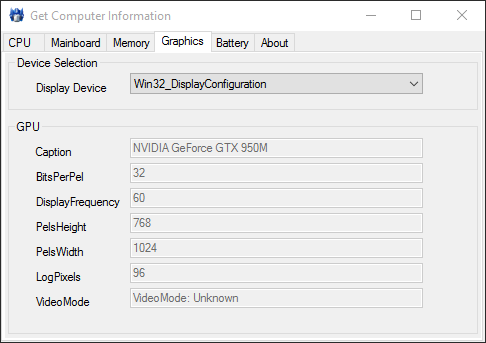 Get Computer Information
CPU Mainboard Memory Graphics Battery About
Device Selection
Display Device Win32_DisplayConfiguration
GPU
Caption NVIDIA GeForce GTX 950M
BitsPerPel 32
DisplayFrequency 60
PelsHeight 768
PelsWidth 1024
LogPixels 96
VideoMode VideoMode: Unknown